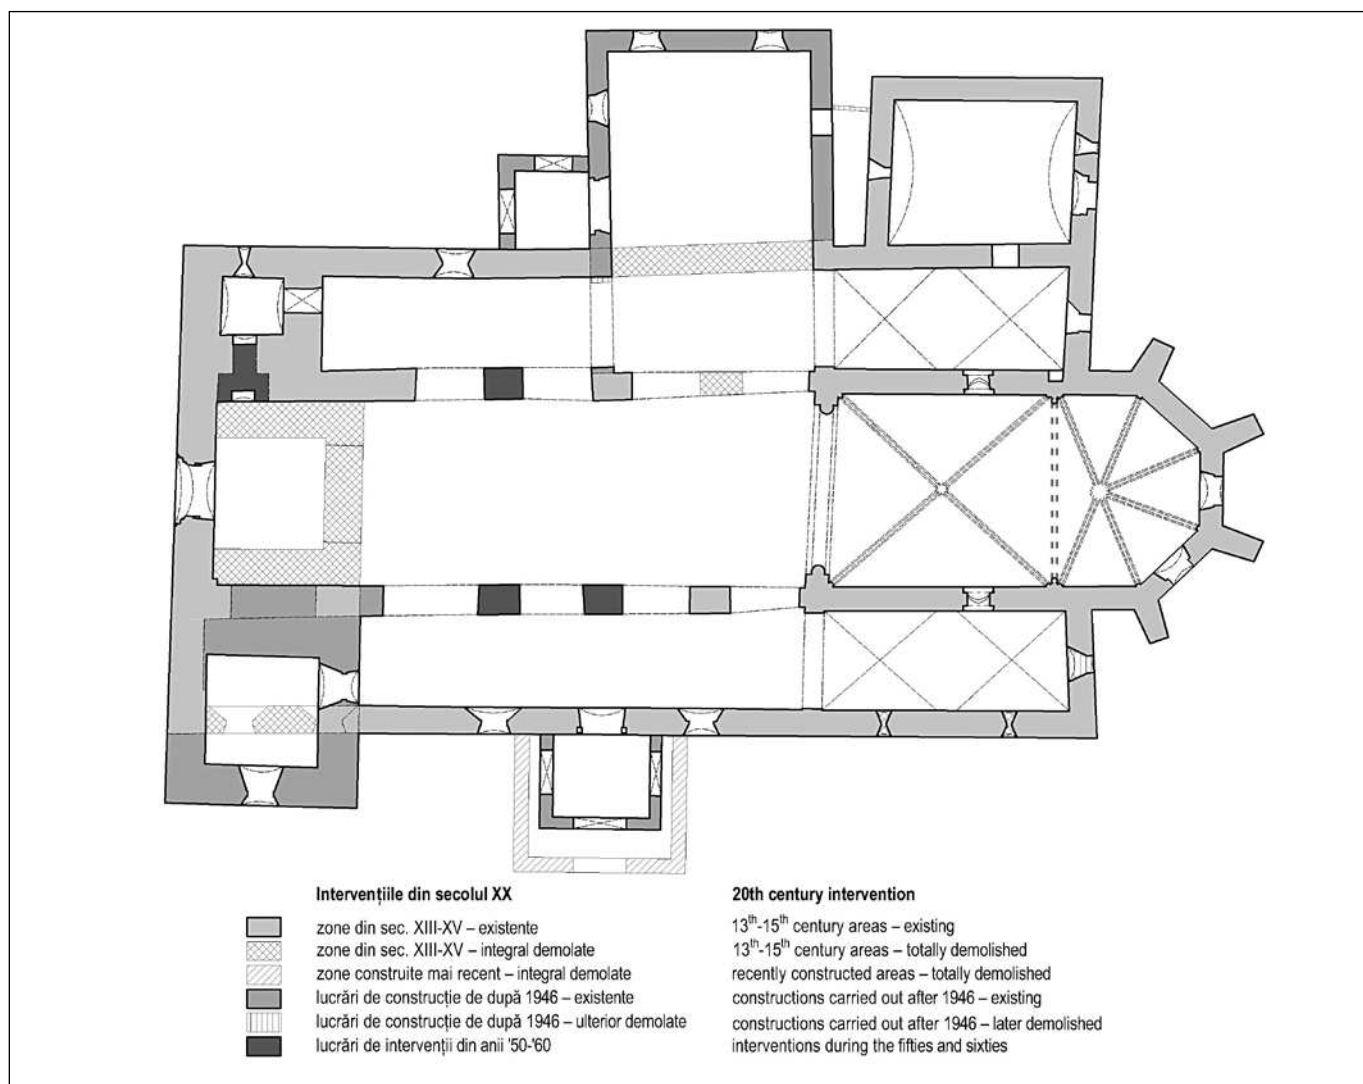 Intervențiile din secolul XX
zone din sec. XIII-XV – existente
zone din sec. XIII-XV – integral demolate
zone construite mai recent – integral demolate
lucrări de construcție de după 1946 – existente
lucrări de construcție de după 1946 – ulterior demolate
lucrări de intervenții din anii '50-'60
20th century intervention
13th-15th century areas – existing
13th-15th century areas – totally demolished
recently constructed areas – totally demolished
constructions carried out after 1946 – existing
constructions carried out after 1946 – later demolished
interventions during the fifties and sixties